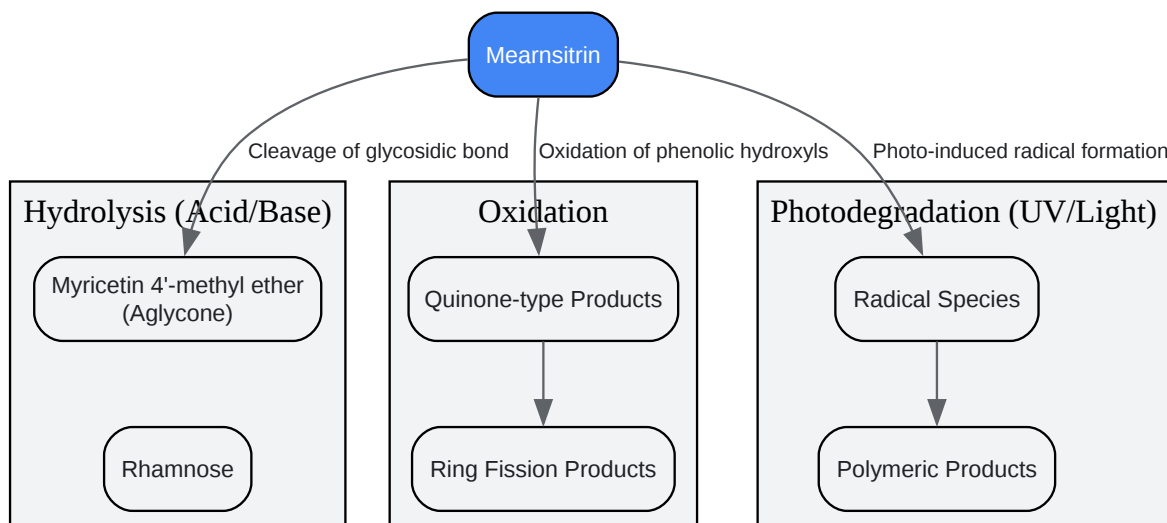 Mearnsitrin
Cleavage of glycosidic bond
Oxidation of phenolic hydroxyls
Photo-induced radical formation
Hydrolysis (Acid/Base)
Oxidation
Photodegradation (UV/Light)
Myricetin 4'-methyl ether
(Aglycone)
Quinone-type Products
Radical Species
Rhamnose
Ring Fission Products
Polymeric Products